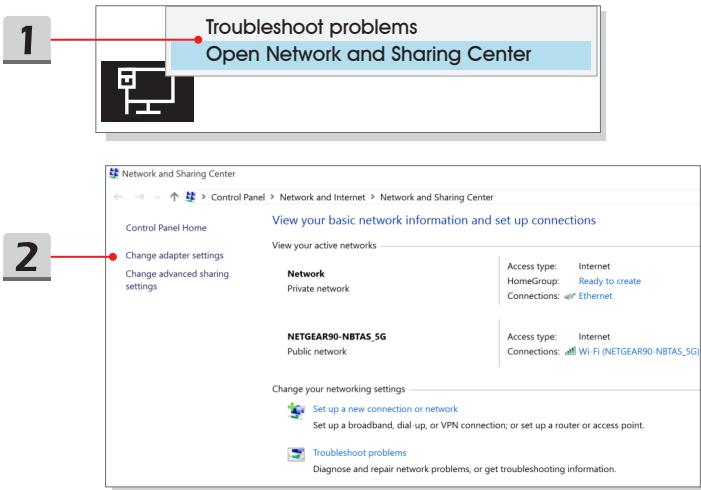 1
Troubleshoot problems
Open Network and Sharing Center
Network and Sharing Center
Control Panel > Network and Internet > Network and Sharing Center
2
Control Panel Home
Change adapter settings
Change advanced sharing
settings
View your basic network information and set up connections
View your active networks
Network
Private network
Access type: Internet
HomeGroup: Ready to create
Connections: Ethernet
NETGEAR90-NBTAS_5G
Public network
Access type: Internet
Connections: Wi-Fi (NETGEAR90-NBTAS_5G)
Change your networking settings
Set up a new connection or network
Set up a broadband, dial-up, or VPN connection; or set up a router or access point.
Troubleshoot problems
Diagnose and repair network problems, or get troubleshooting information.